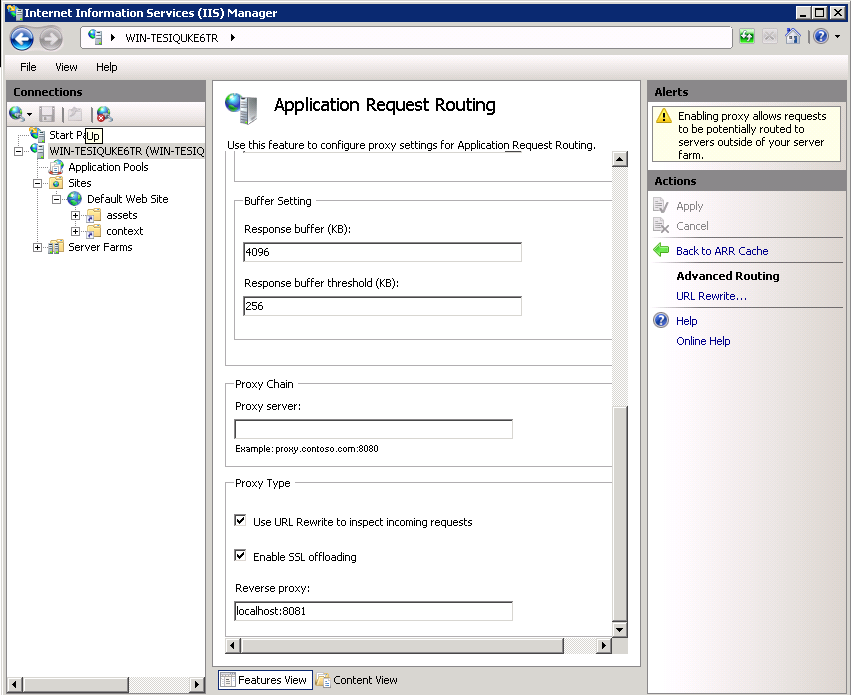 Internet Information Services (IIS) Manager
WIN-TESIQUKE6TR
File View Help
Connections
Start Pa
Up
WIN-TESIQUKE6TR (WIN-TESIQ
Application Pools
Sites
Default Web Site
assets
context
Server Farms
Application Request Routing
Use this feature to configure proxy settings for Application Request Routing.
Buffer Setting
Response buffer (KB):
4096
Response buffer threshold (KB):
256
Proxy Chain
Proxy server:
Example: proxy.contoso.com:8080
Proxy Type
Use URL Rewrite to inspect incoming requests
Enable SSL offloading
Reverse proxy:
localhost:8081
Features View
Content View
Alerts
Enabling proxy allows requests
to be potentially routed to
servers outside of your server
farm.
Actions
Apply
Cancel
Back to ARR Cache
Advanced Routing
URL Rewrite...
Help
Online Help